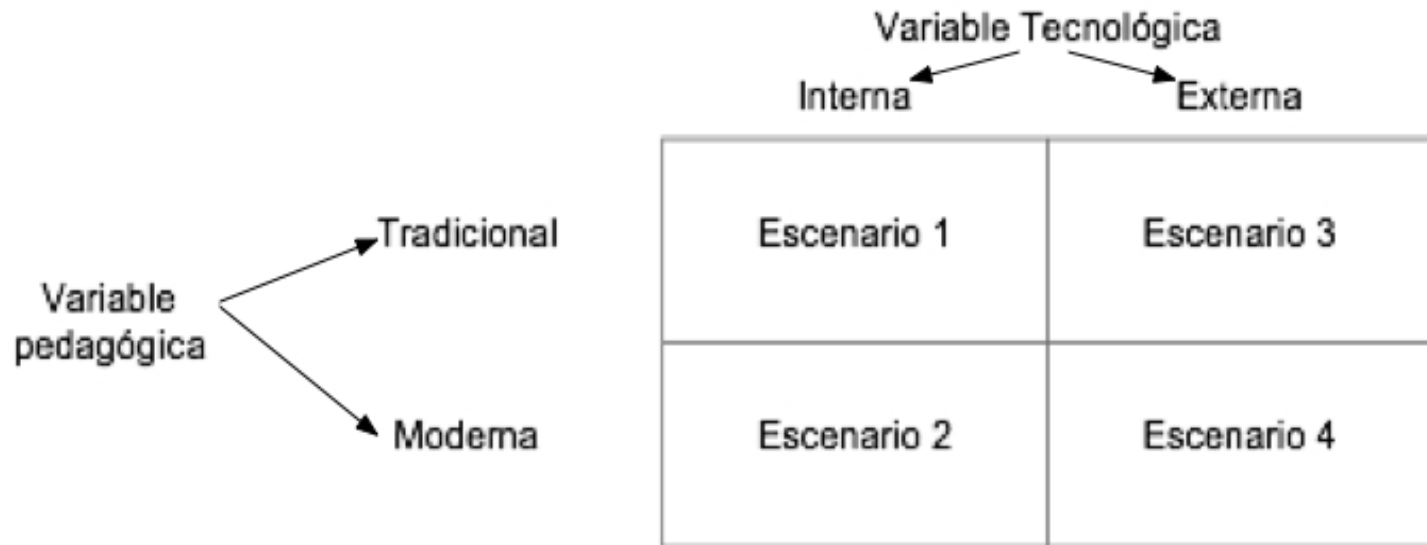 Variable Tecnológica
Interna Externa
Tradicional Escenario 1 Escenario 3
Variable
pedagógica
Moderna Escenario 2 Escenario 4